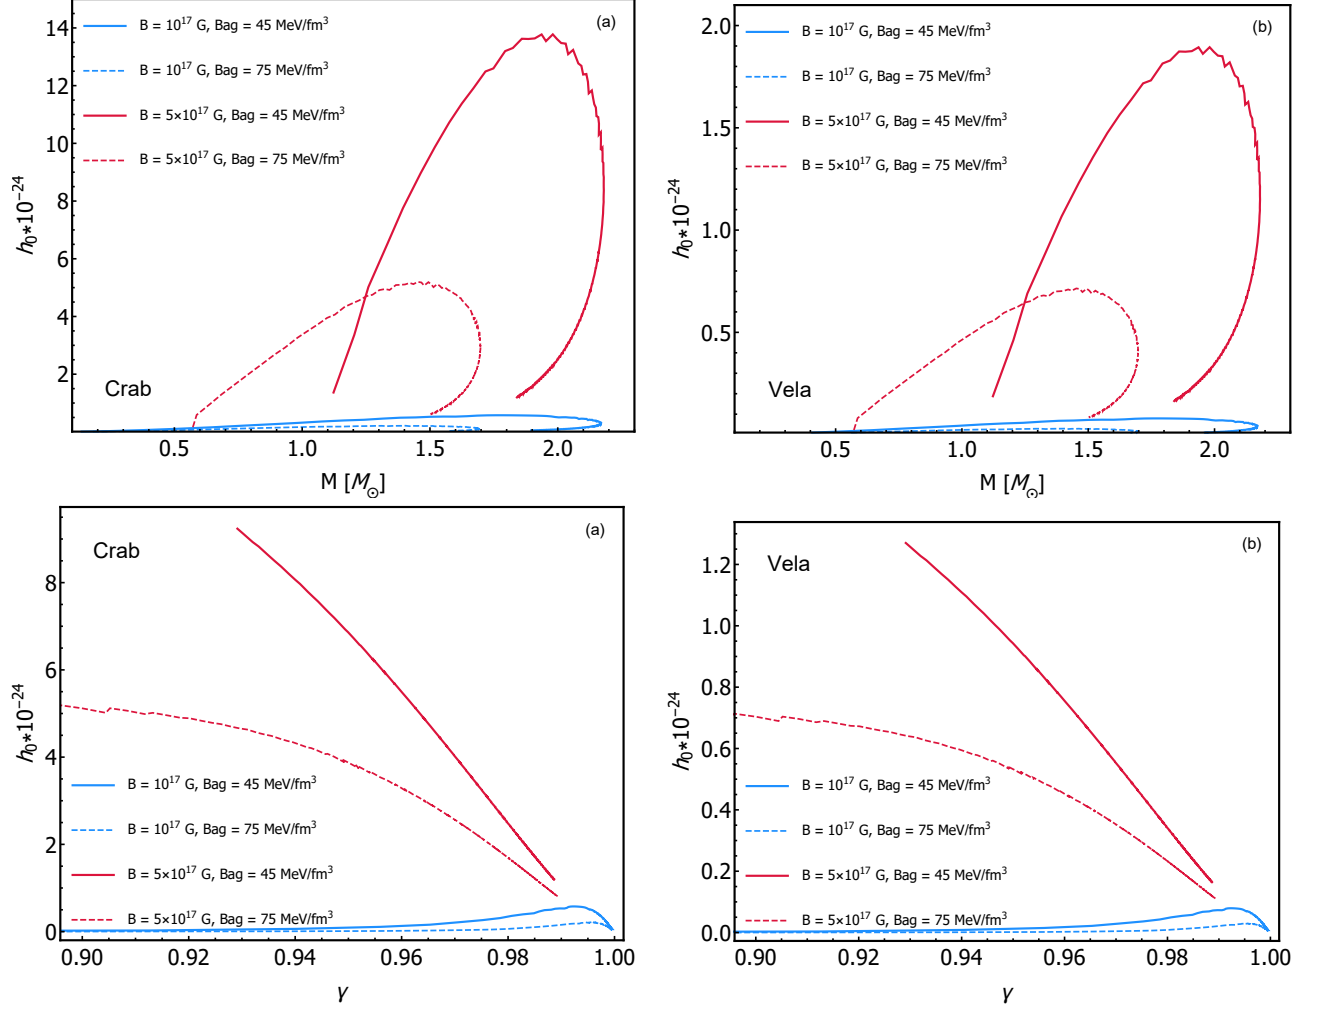 (a)
B = 10¹⁷ G, Bag = 45 MeV/fm³
B = 10¹⁷ G, Bag = 75 MeV/fm³
B = 5×10¹⁷ G, Bag = 45 MeV/fm³
B = 5×10¹⁷ G, Bag = 75 MeV/fm³
h₀*10⁻²⁴
14
12
10
8
6
4
2
Crab
0.5 1.0 1.5 2.0
M [M☉]
(b)
B = 10¹⁷ G, Bag = 45 MeV/fm³
B = 10¹⁷ G, Bag = 75 MeV/fm³
B = 5×10¹⁷ G, Bag = 45 MeV/fm³
B = 5×10¹⁷ G, Bag = 75 MeV/fm³
h₀*10⁻²⁴
2.0
1.5
1.0
0.5
Vela
0.5 1.0 1.5 2.0
M [M☉]
(a)
Crab
h₀*10⁻²⁴
8
6
4
2
0
B = 10¹⁷ G, Bag = 45 MeV/fm³
B = 10¹⁷ G, Bag = 75 MeV/fm³
B = 5×10¹⁷ G, Bag = 45 MeV/fm³
B = 5×10¹⁷ G, Bag = 75 MeV/fm³
0.90 0.92 0.94 0.96 0.98 1.00
γ
(b)
Vela
h₀*10⁻²⁴
1.2
1.0
0.8
0.6
0.4
0.2
0.0
B = 10¹⁷ G, Bag = 45 MeV/fm³
B = 10¹⁷ G, Bag = 75 MeV/fm³
B = 5×10¹⁷ G, Bag = 45 MeV/fm³
B = 5×10¹⁷ G, Bag = 75 MeV/fm³
0.90 0.92 0.94 0.96 0.98 1.00
γ